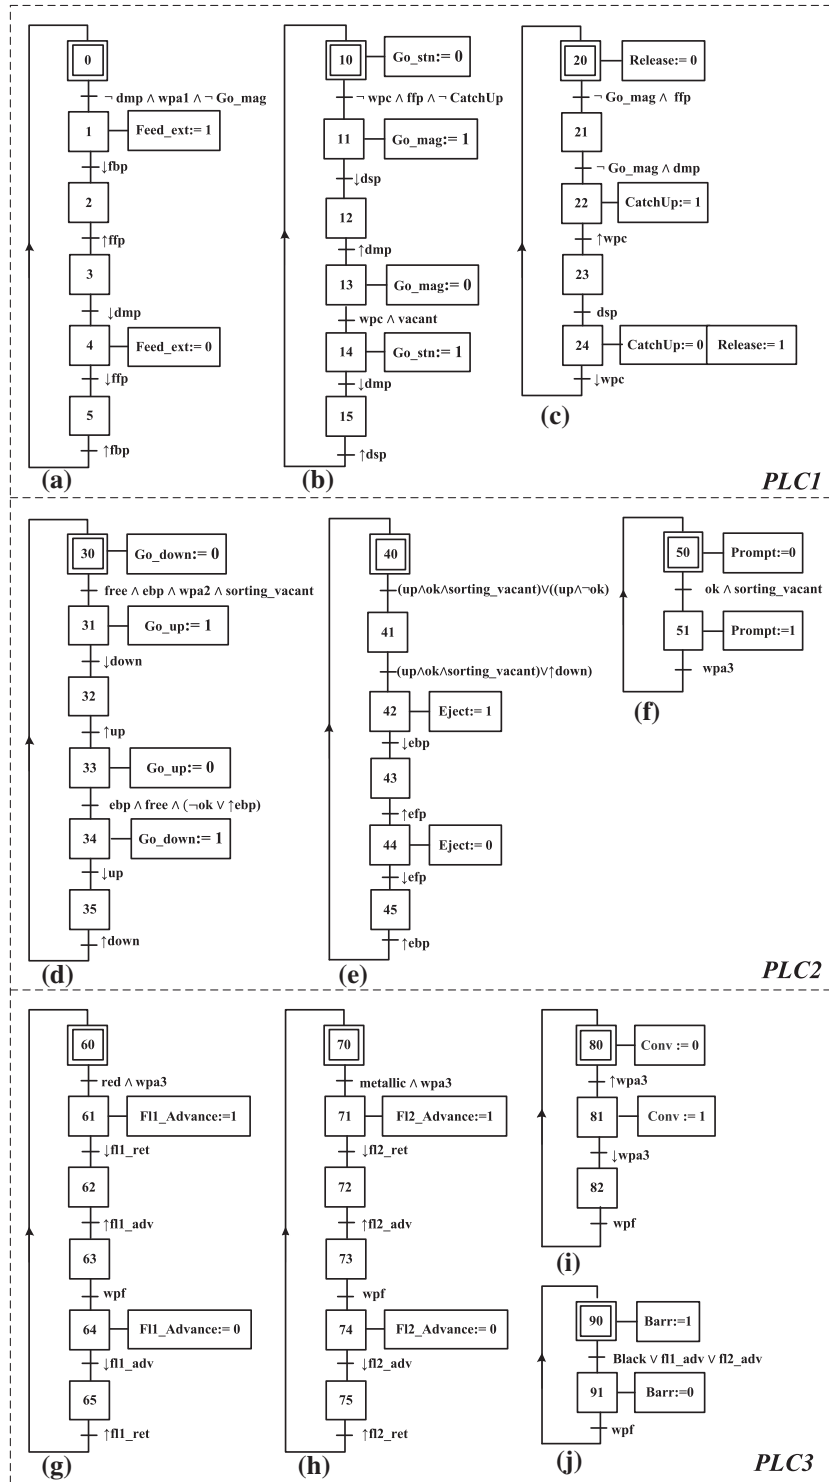 0
¬ dmp ∧ wpa1 ∧ ¬ Go_mag
1
Feed_ext:= 1
↓fbp
2
↑ffp
3
↓dmp
4
Feed_ext:= 0
↓ffp
5
↑fbp
(a)
10
Go_stn:= 0
¬ wpc ∧ ffp ∧ ¬ CatchUp
11
Go_mag:= 1
↓dsp
12
↑dmp
13
Go_mag:= 0
wpc ∧ vacant
14
Go_stn:= 1
↓dmp
15
↑dsp
(b)
20
Release:= 0
¬ Go_mag ∧ ffp
21
¬ Go_mag ∧ dmp
22
CatchUp:= 1
↑wpc
23
dsp
24
CatchUp:= 0
Release:= 1
↓wpc
(c)
PLC1
30
Go_down:= 0
free ∧ ebp ∧ wpa2 ∧ sorting_vacant
31
Go_up:= 1
↓down
32
↑up
33
Go_up:= 0
ebp ∧ free ∧ (¬ok ∨ ↑ebp)
34
Go_down:= 1
↓up
35
↑down
(d)
40
(up∧ok∧sorting_vacant)∨((up∧¬ok)
41
(up∧ok∧sorting_vacant)∨↑down)
42
Eject:= 1
↓ebp
43
↑efp
44
Eject:= 0
↓efp
45
↑ebp
(e)
50
Prompt:=0
ok ∧ sorting_vacant
51
Prompt:=1
wpa3
(f)
PLC2
60
red ∧ wpa3
61
Fl1_Advance:=1
↓fl1_ret
62
↑fl1_adv
63
wpf
64
Fl1_Advance:= 0
↓fl1_adv
65
↑fl1_ret
(g)
70
metallic ∧ wpa3
71
Fl2_Advance:=1
↓fl2_ret
72
↑fl2_adv
73
wpf
74
Fl2_Advance:= 0
↓fl2_adv
75
↑fl2_ret
(h)
80
Conv := 0
↑wpa3
81
Conv := 1
↓wpa3
82
wpf
(i)
90
Barr:=1
Black ∨ fl1_adv ∨ fl2_adv
91
Barr:=0
wpf
(j)
PLC3